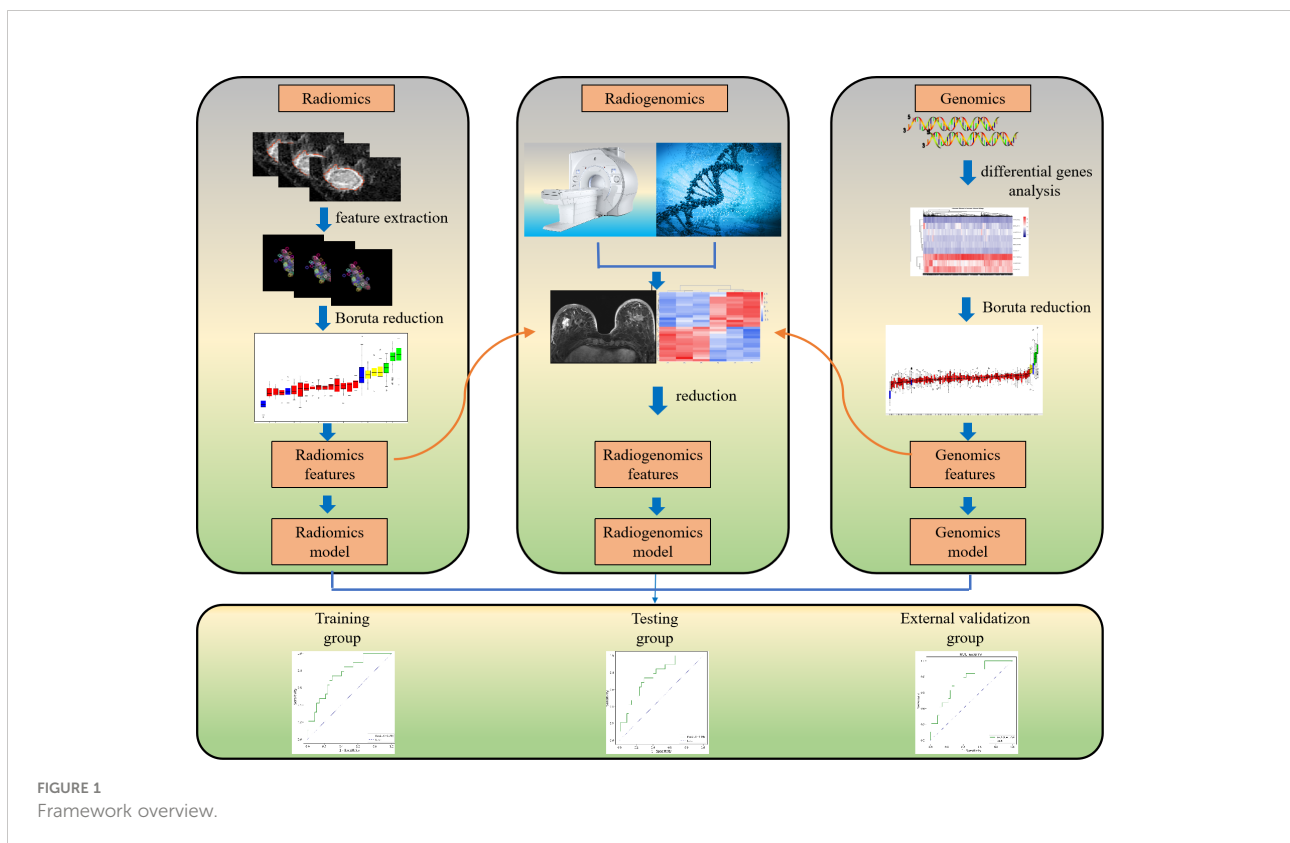 Radiomics
feature extraction
Boruta reduction
Radiomics
features
Radiomics
model
Radiogenomics
reduction
Radiogenomics
features
Radiogenomics
model
Genomics
differential genes
analysis
Boruta reduction
Genomics
features
Genomics
model
Training
group
Testing
group
External validatizon
group
FIGURE 1
Framework overview.